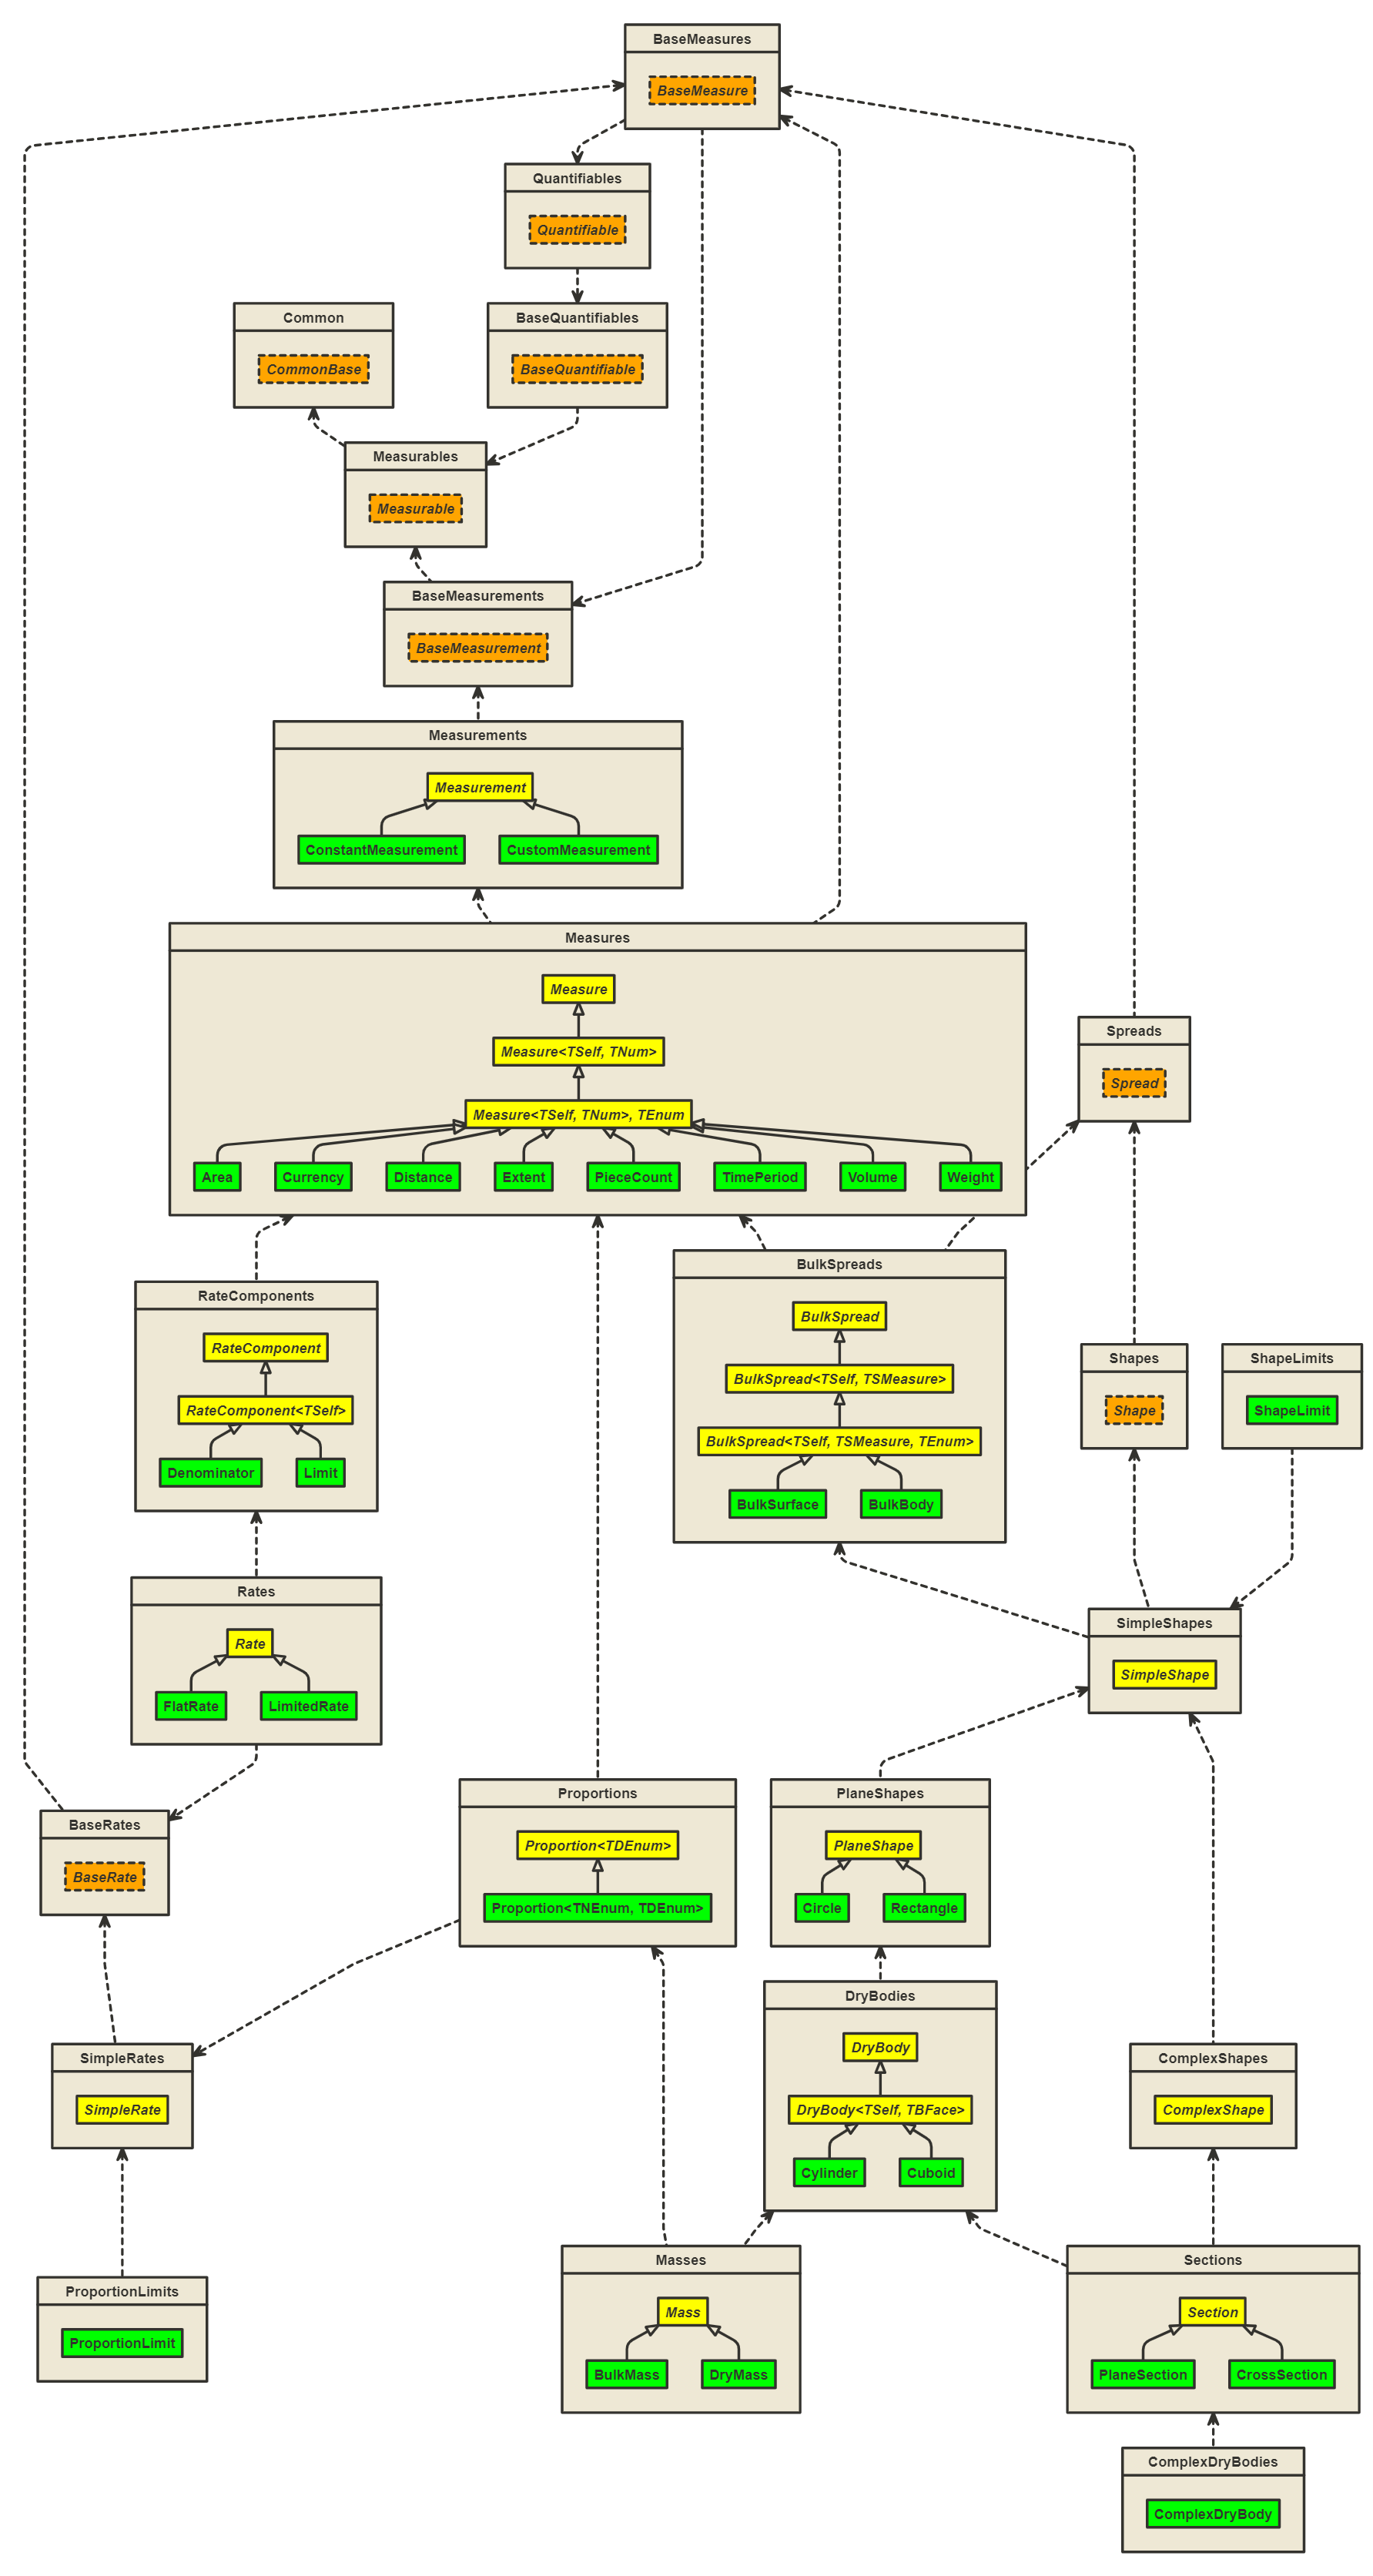 BaseMeasures
BaseMeasure
Quantifiables
Quantifiable
Common
CommonBase
BaseQuantifiables
BaseQuantifiable
Measurables
Measurable
BaseMeasurements
BaseMeasurement
Measurements
Measurement
ConstantMeasurement
CustomMeasurement
Measures
Measure
Measure<TSelf, TNum>
Measure<TSelf, TNum>, TEnum
Area
Currency
Distance
Extent
PieceCount
TimePeriod
Volume
Weight
Spreads
Spread
RateComponents
RateComponent
RateComponent<TSelf>
Denominator
Limit
BulkSpreads
BulkSpread
BulkSpread<TSelf, TSMeasure>
BulkSpread<TSelf, TSMeasure, TEnum>
BulkSurface
BulkBody
Shapes
Shape
ShapeLimits
ShapeLimit
Rates
Rate
FlatRate
LimitedRate
SimpleShapes
SimpleShape
BaseRates
BaseRate
Proportions
Proportion<TDEnum>
Proportion<TNEnum, TDEnum>
PlaneShapes
PlaneShape
Circle
Rectangle
SimpleRates
SimpleRate
DryBodies
DryBody
DryBody<TSelf, TBFace>
Cylinder
Cuboid
ComplexShapes
ComplexShape
ProportionLimits
ProportionLimit
Masses
Mass
BulkMass
DryMass
Sections
Section
PlaneSection
CrossSection
ComplexDryBodies
ComplexDryBody